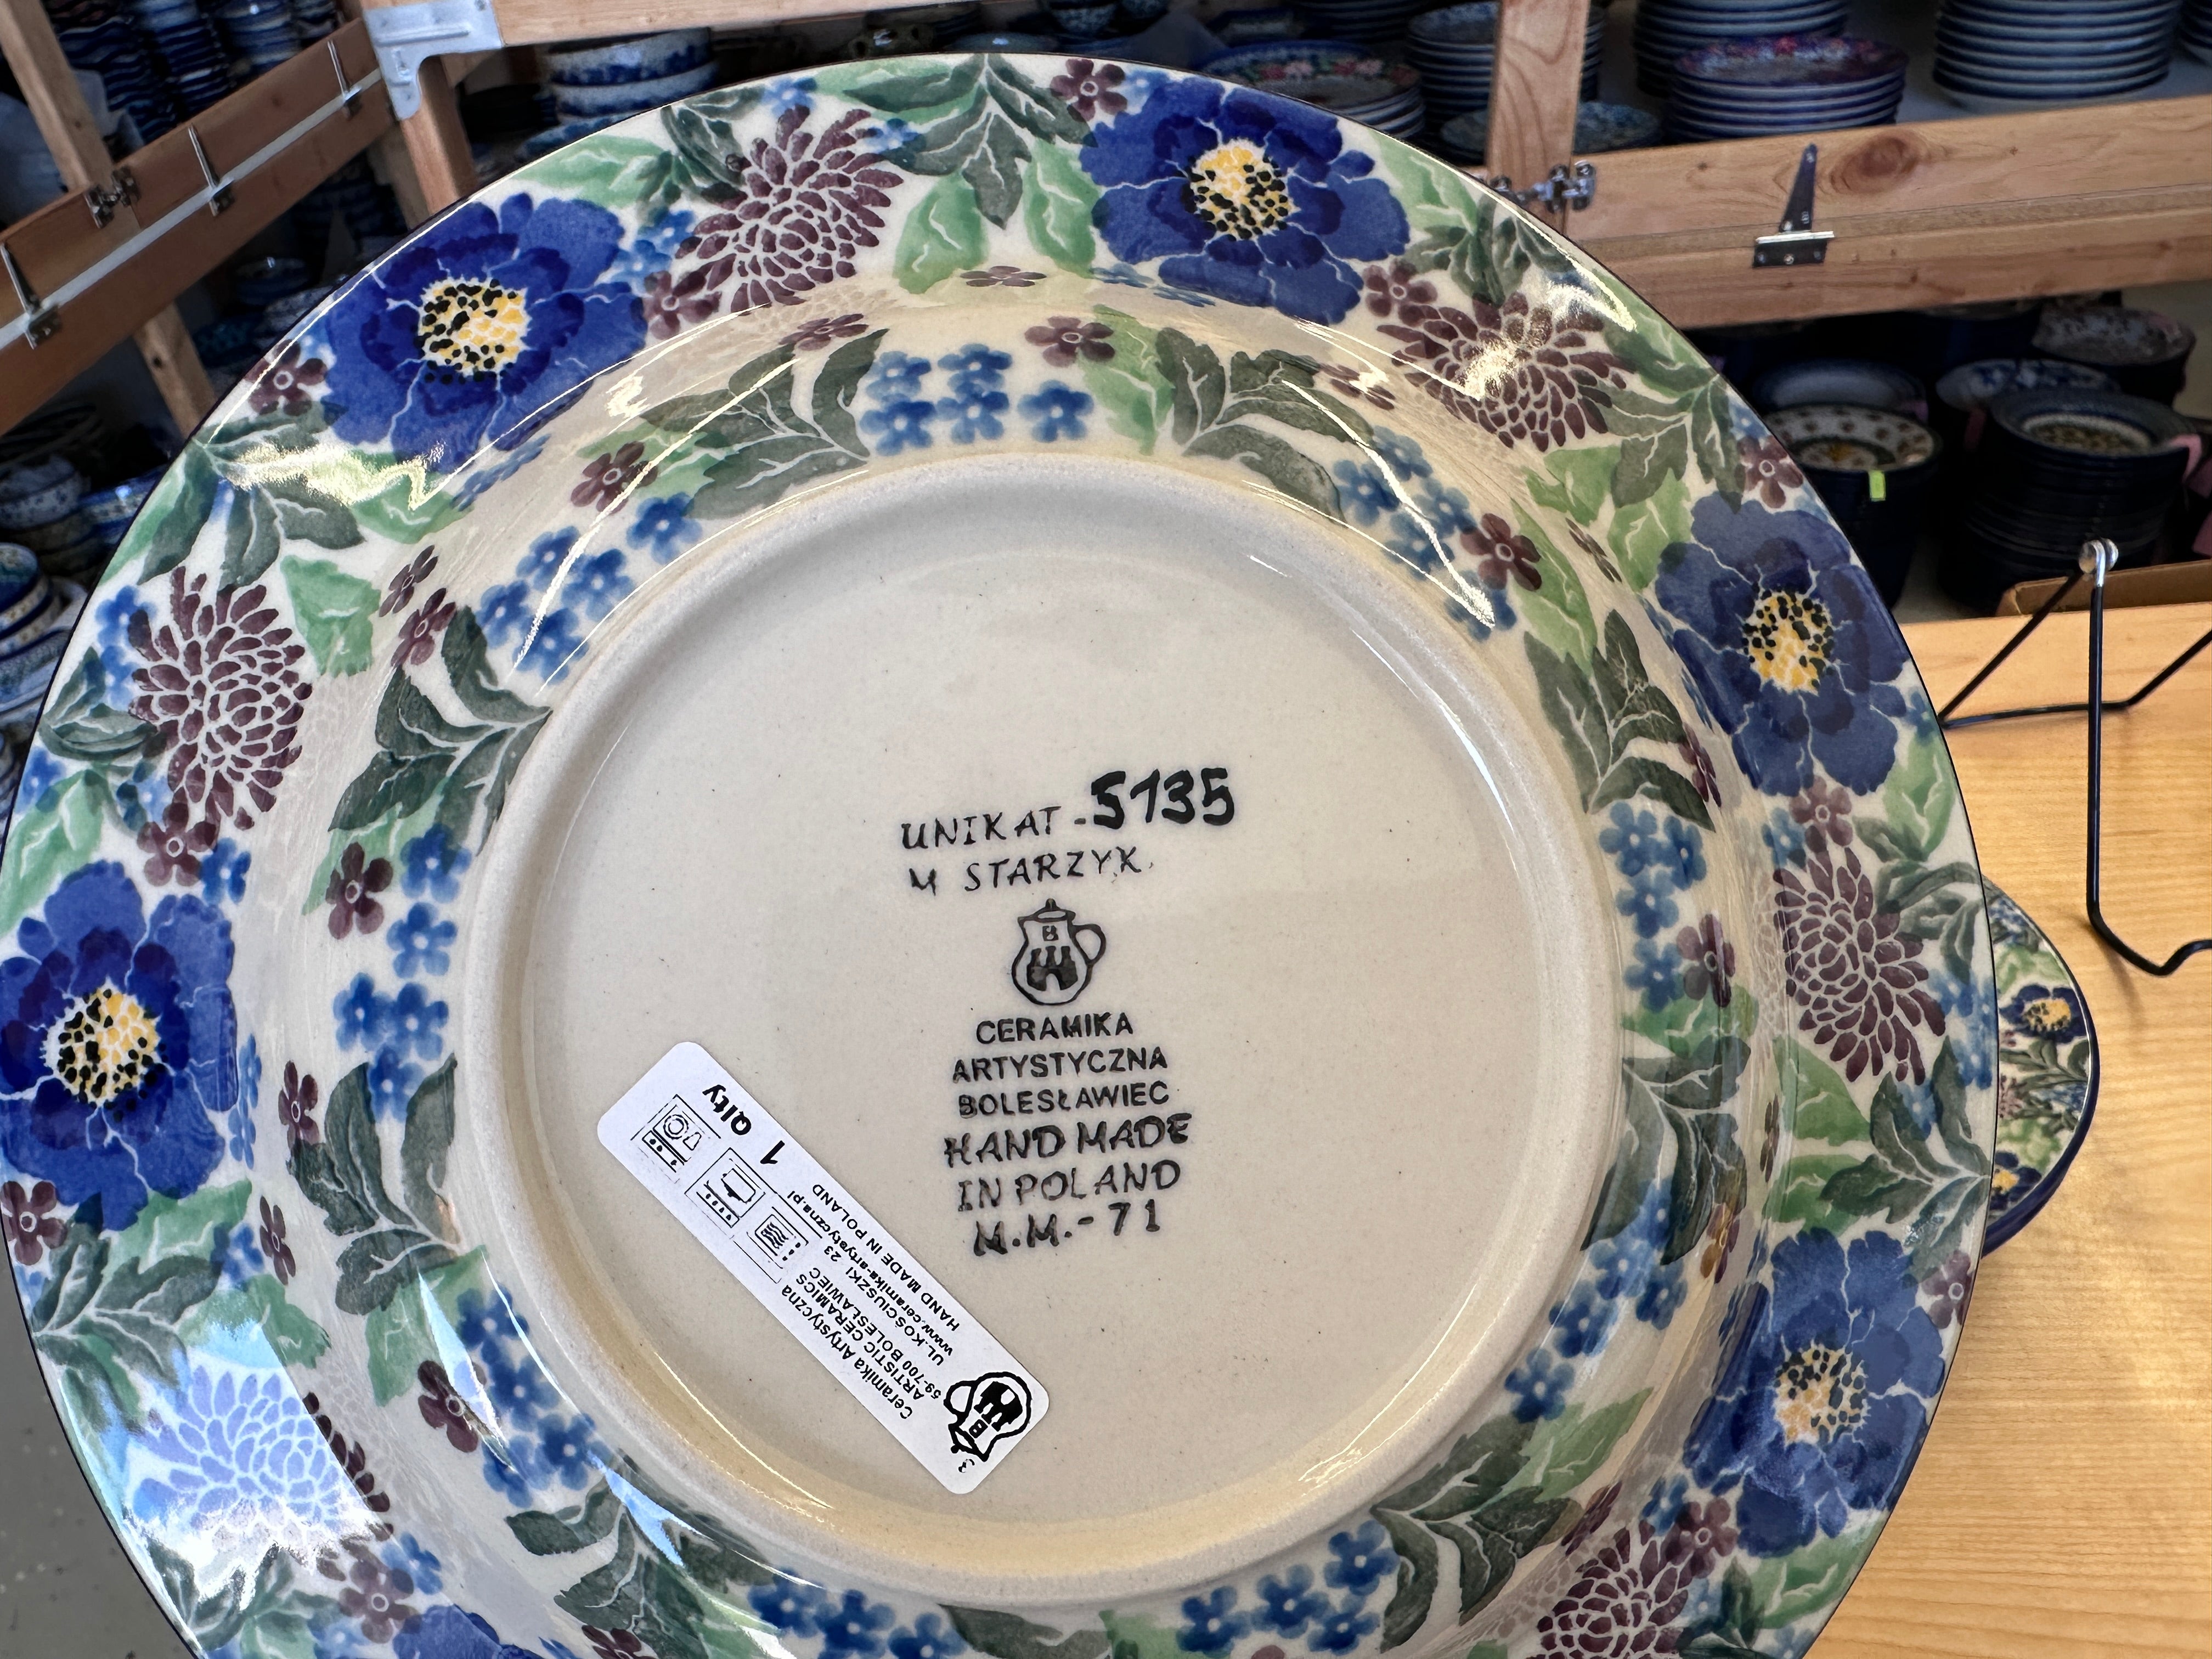 UNIKAT - 5135
M STARZYK.
B
CERAMIKA
ARTYSTYCZNA
BOLESŁAWIEC
HAND MADE
IN POLAND
M.M.-71
Ceramika Artystyczna
ARTISTIC CERAMICS
59-700 BOLESŁAWIEC
UL.KOŚCIUSZKI 23
www.ceramika-artystyczna.pl
HAND MADE IN POLAND
1 Qlty
B
3